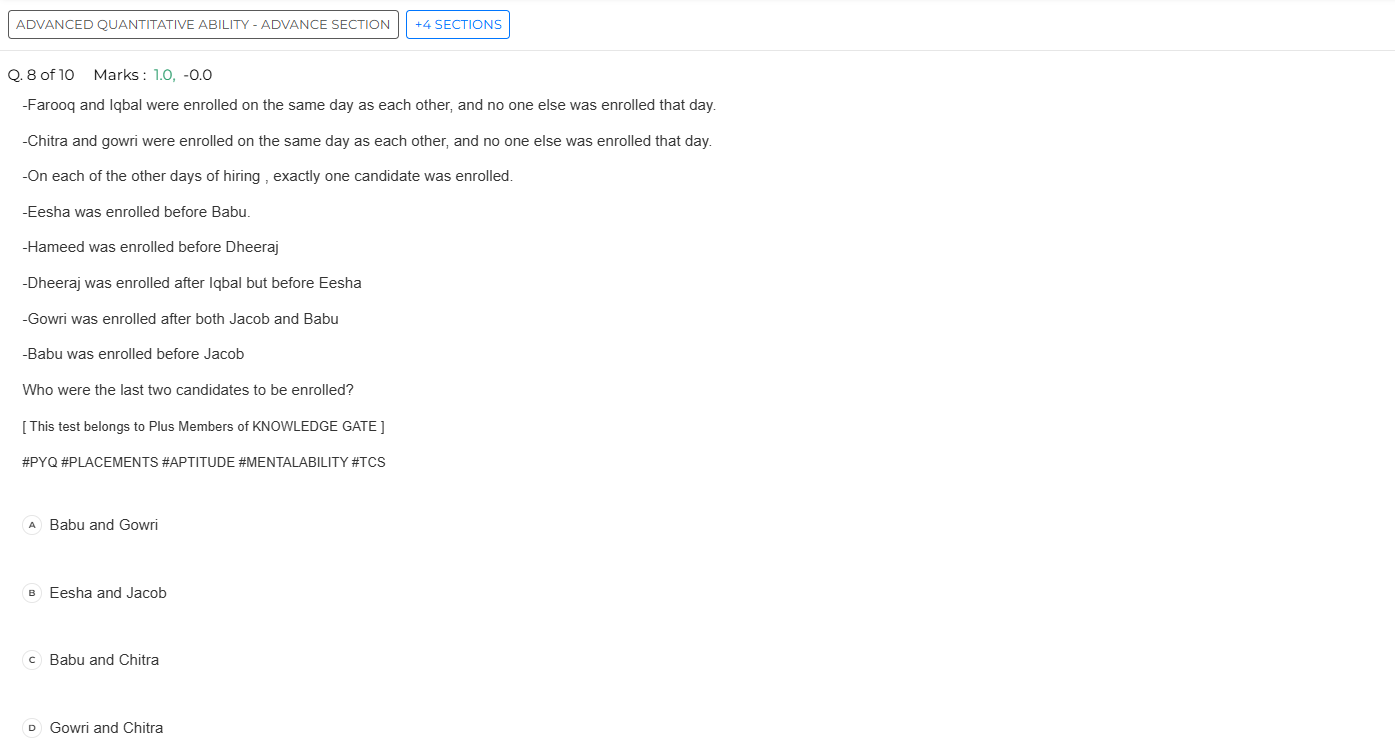 ADVANCED QUANTITATIVE ABILITY - ADVANCE SECTION
+4 SECTIONS
Q. 8 of 10 Marks : 1.0, -0.0
-Farooq and Iqbal were enrolled on the same day as each other, and no one else was enrolled that day.
-Chitra and gowri were enrolled on the same day as each other, and no one else was enrolled that day.
-On each of the other days of hiring , exactly one candidate was enrolled.
-Eesha was enrolled before Babu.
-Hameed was enrolled before Dheeraj
-Dheeraj was enrolled after Iqbal but before Eesha
-Gowri was enrolled after both Jacob and Babu
-Babu was enrolled before Jacob
Who were the last two candidates to be enrolled?
[ This test belongs to Plus Members of KNOWLEDGE GATE ]
#PYQ #PLACEMENTS #APTITUDE #MENTALABILITY #TCS
A Babu and Gowri
B Eesha and Jacob
C Babu and Chitra
D Gowri and Chitra